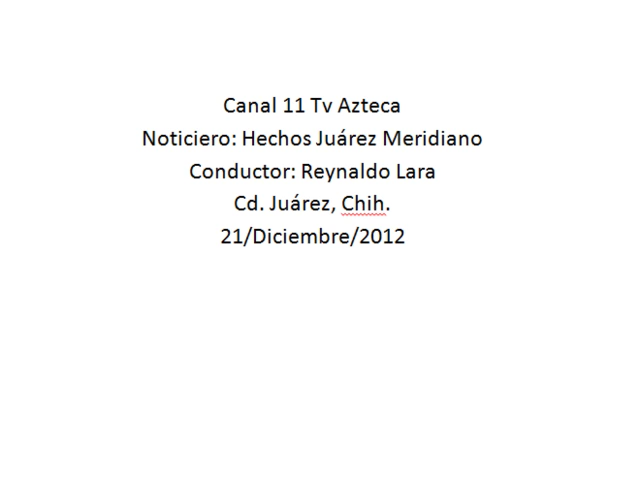 Canal 11 Tv Azteca
Noticiero: Hechos Juárez Meridiano
Conductor: Reynaldo Lara
Cd. Juárez, Chih.
21/Diciembre/2012